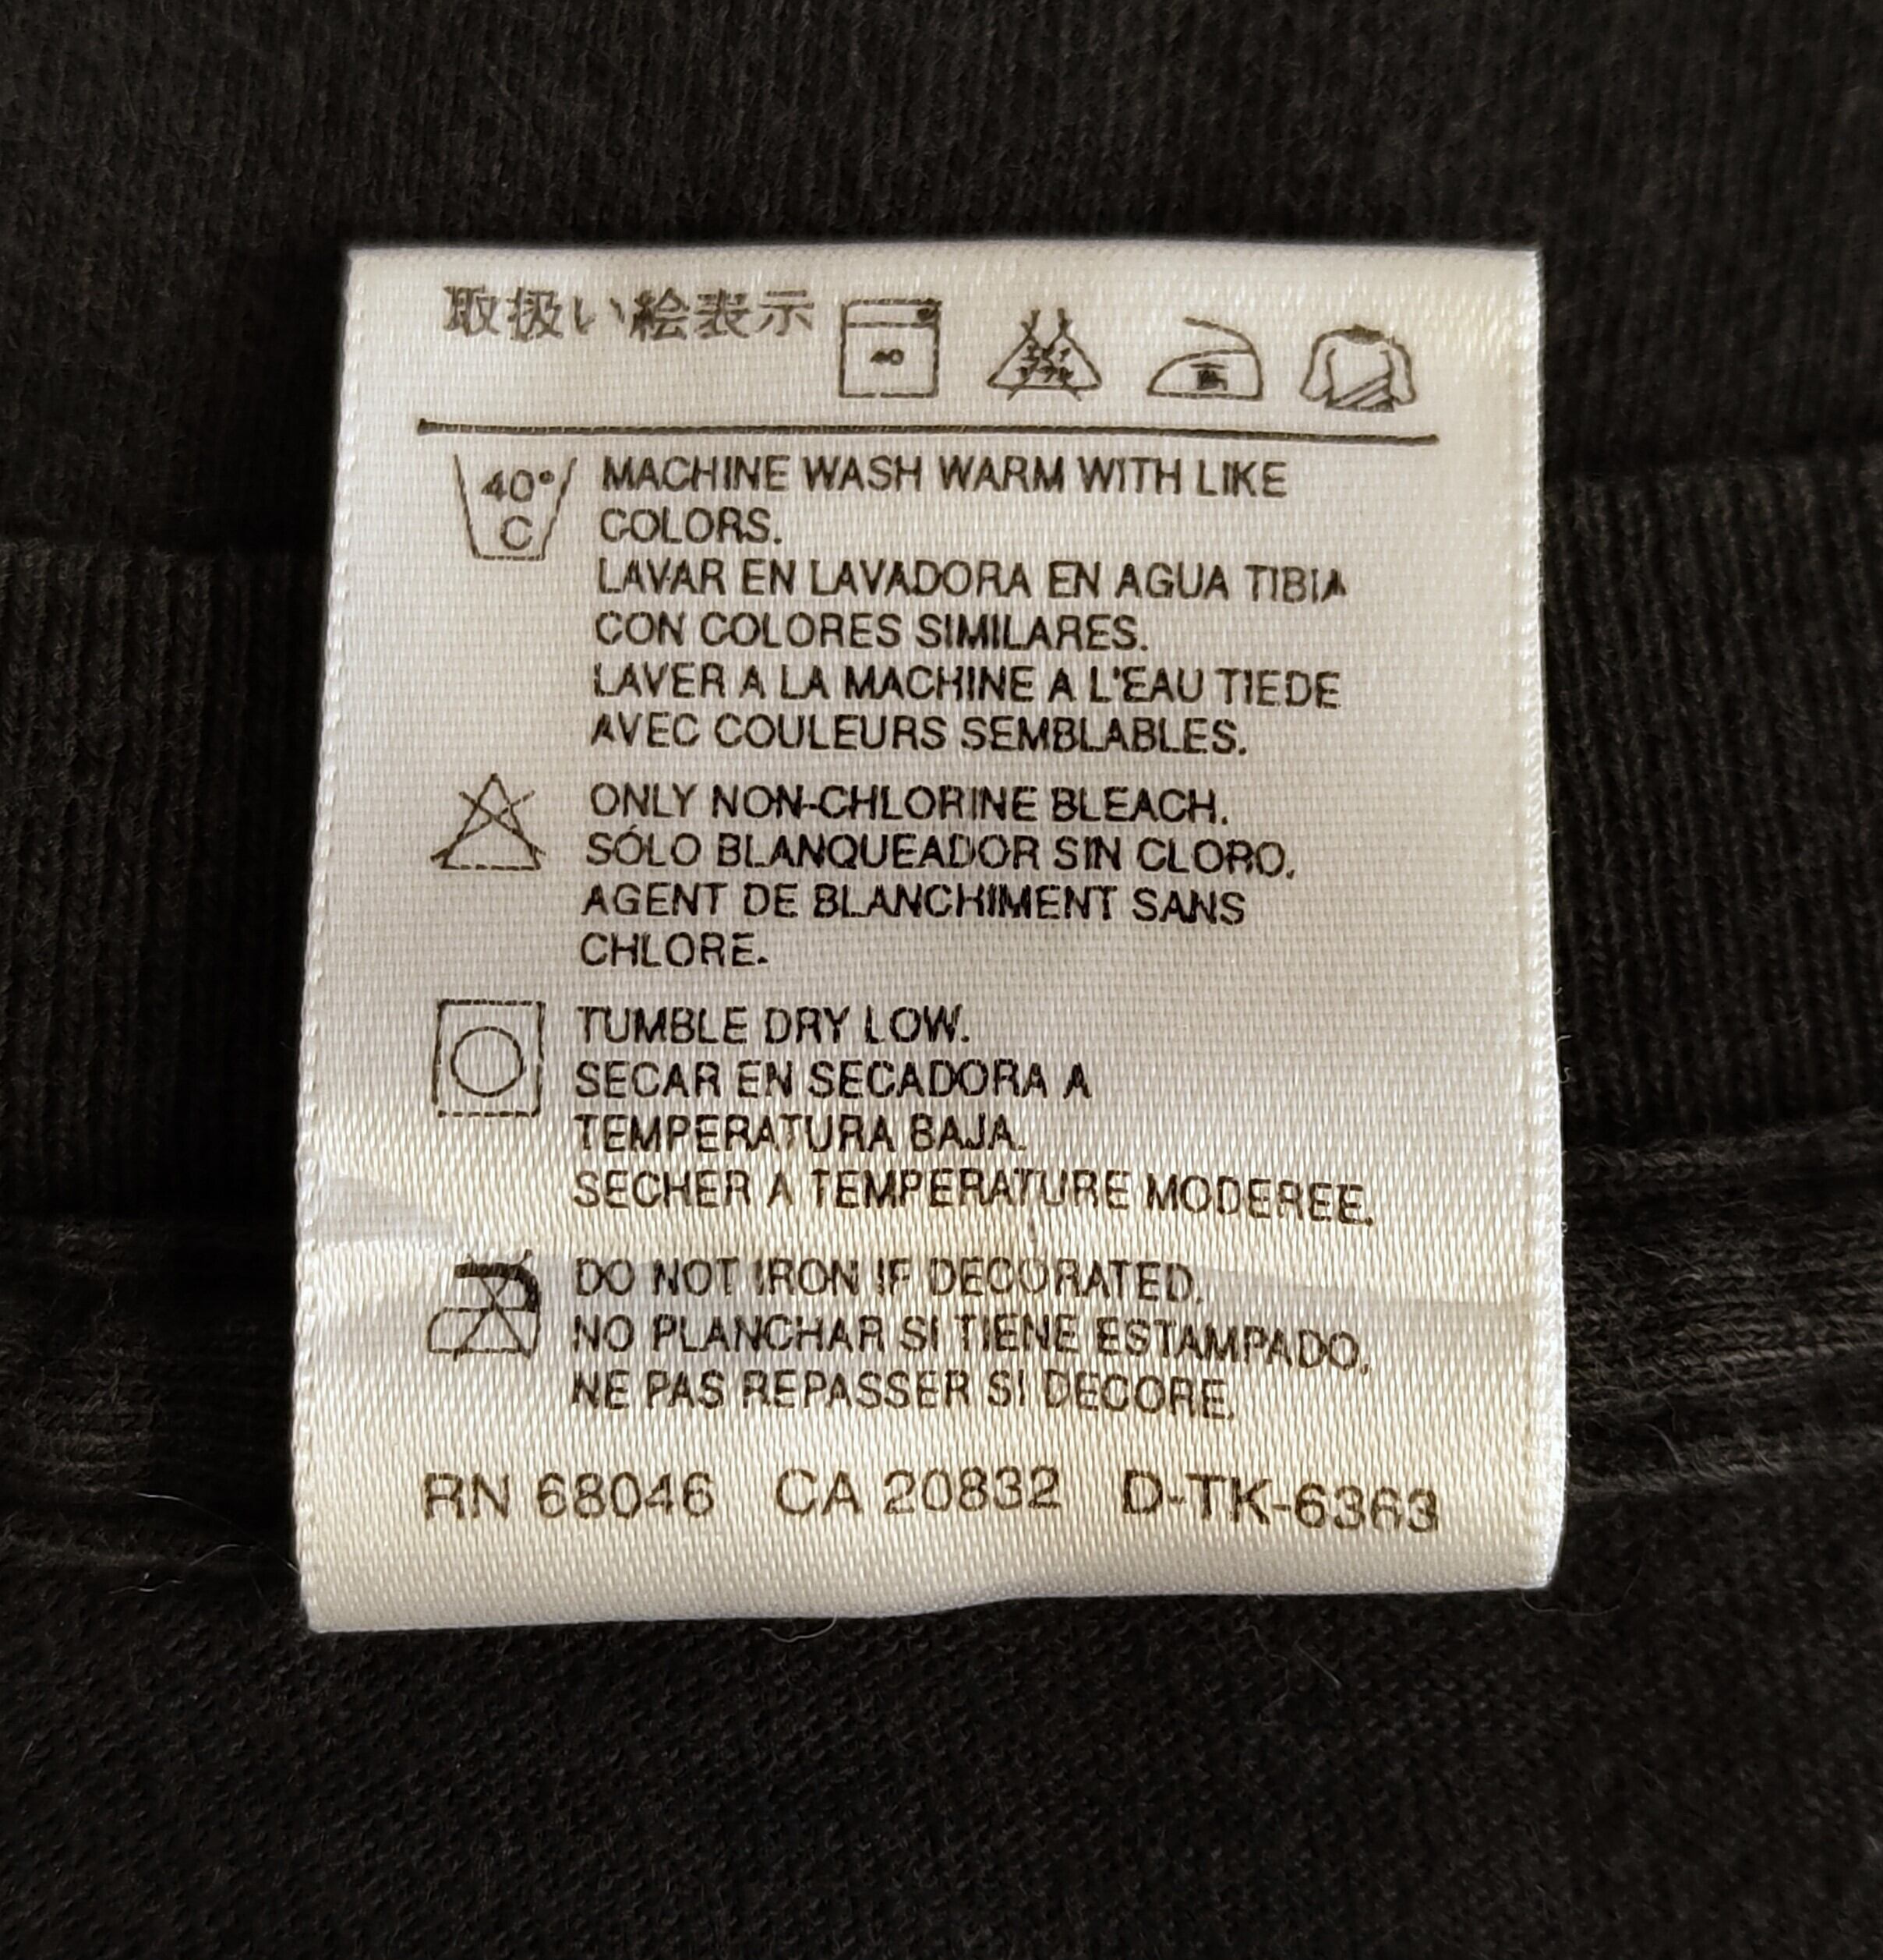 取扱い絵表示
40
40°
C
MACHINE WASH WARM WITH LIKE
COLORS.
LAVAR EN LAVADORA EN AGUA TIBIA
CON COLORES SIMILARES.
LAVER A LA MACHINE A L'EAU TIEDE
AVEC COULEURS SEMBLABLES.
ONLY NON-CHLORINE BLEACH.
SÓLO BLANQUEADOR SIN CLORO.
AGENT DE BLANCHIMENT SANS
CHLORE.
TUMBLE DRY LOW.
SECAR EN SECADORA A
TEMPERATURA BAJA.
SECHER A TEMPERATURE MODEREE.
DO NOT IRON IF DECORATED.
NO PLANCHAR SI TIENE ESTAMPADO.
NE PAS REPASSER SI DECORE.
RN 68046 CA 20832 D-TK-6363